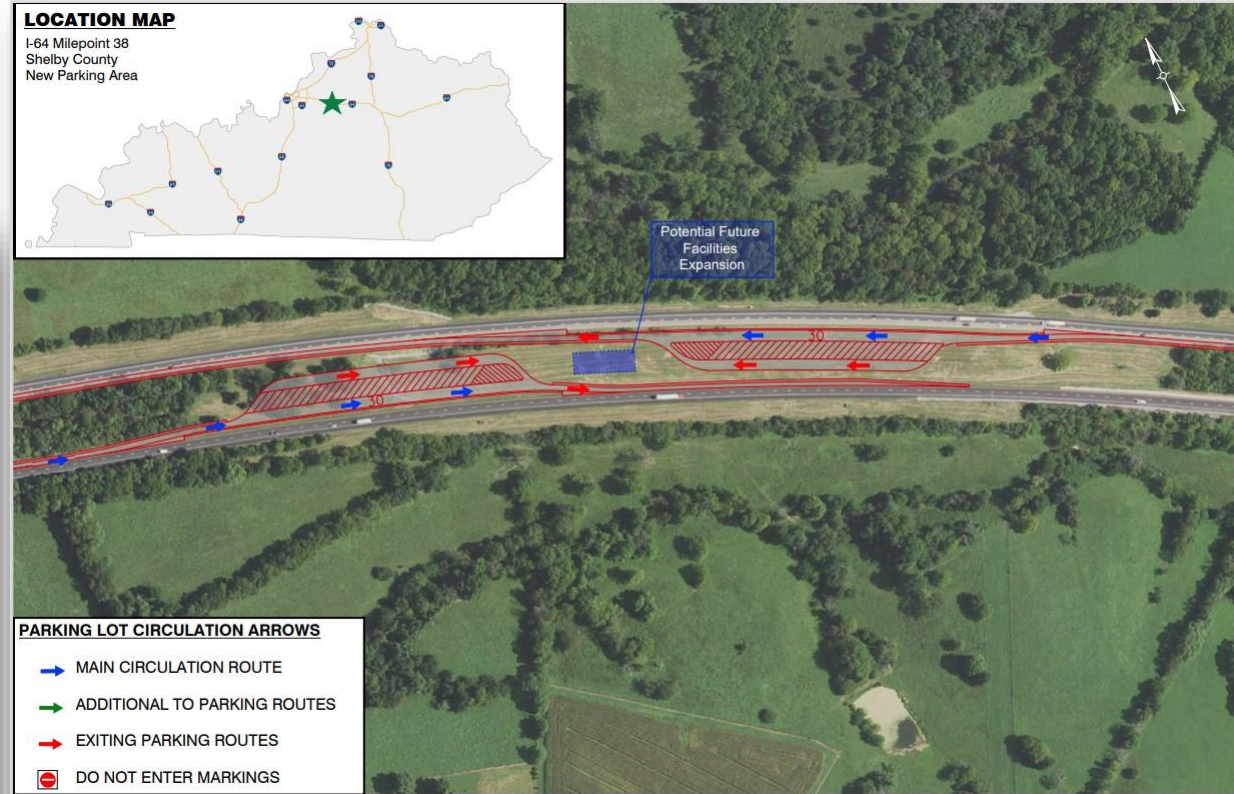 LOCATION MAP
I-64 Milepoint 38
Shelby County
New Parking Area
Potential Future
Facilities
Expansion
30
30
PARKING LOT CIRCULATION ARROWS
MAIN CIRCULATION ROUTE
ADDITIONAL TO PARKING ROUTES
EXITING PARKING ROUTES
DO NOT ENTER MARKINGS